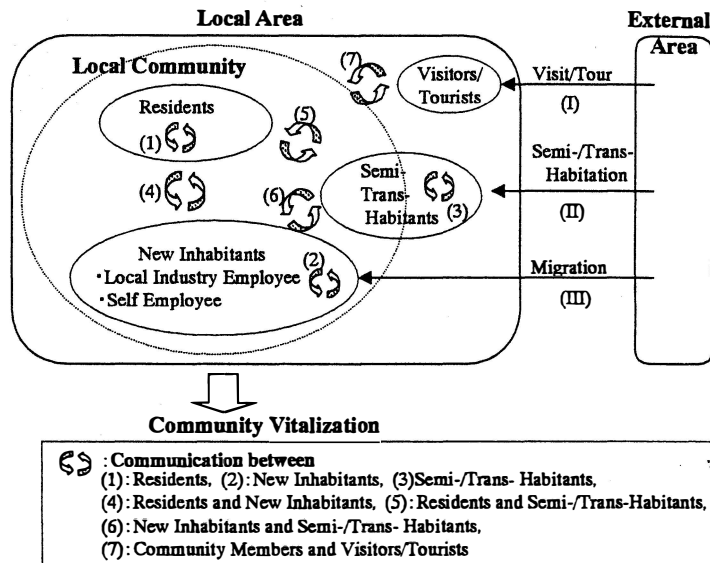 Local Area
External
Area
Local Community
(7)
Visitors/
Tourists
Visit/Tour
(I)
Residents
(1)
(5)
Semi-/Trans-
Habitation
(II)
(4)
(6)
Semi-
Trans-
Habitants
(3)
New Inhabitants
(2)
・Local Industry Employee
・Self Employee
Migration
(III)
Community Vitalization
: Communication between
(1): Residents, (2): New Inhabitants, (3)Semi-/Trans- Habitants,
(4): Residents and New Inhabitants, (5): Residents and Semi-/Trans-Habitants,
(6): New Inhabitants and Semi-/Trans- Habitants,
(7): Community Members and Visitors/Tourists